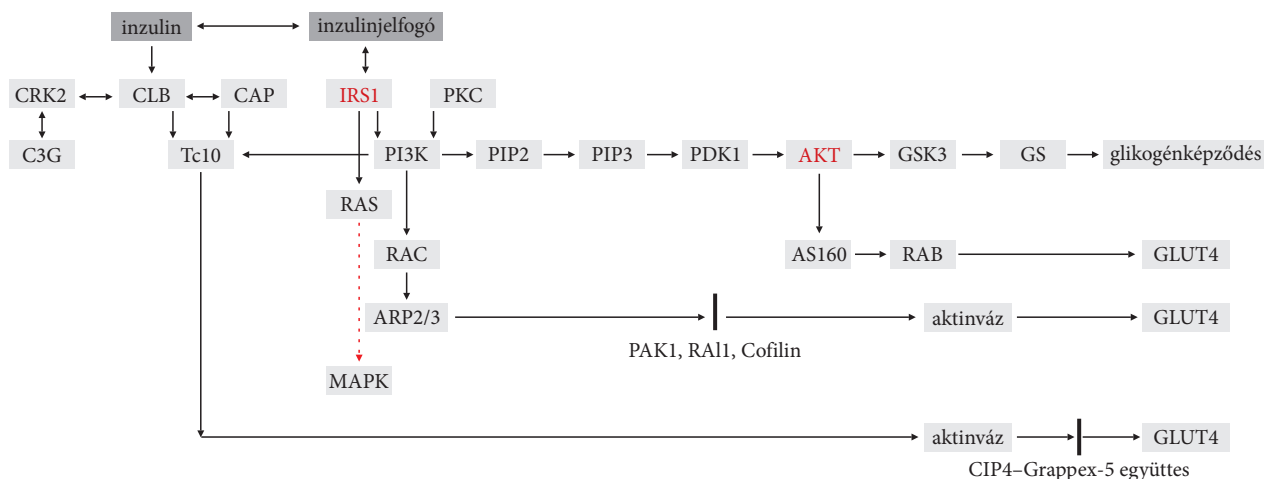 inzulin inzulinjelfogó
CRK2 CLB CAP IRS1 PKC
C3G Tc10 PI3K PIP2 PIP3 PDK1 AKT GSK3 GS glikogénképződés
RAS
RAC AS160 RAB GLUT4
ARP2/3 aktinváz GLUT4
PAK1, RAl1, Cofilin
MAPK
aktinváz GLUT4
CIP4–Grappex-5 együttes